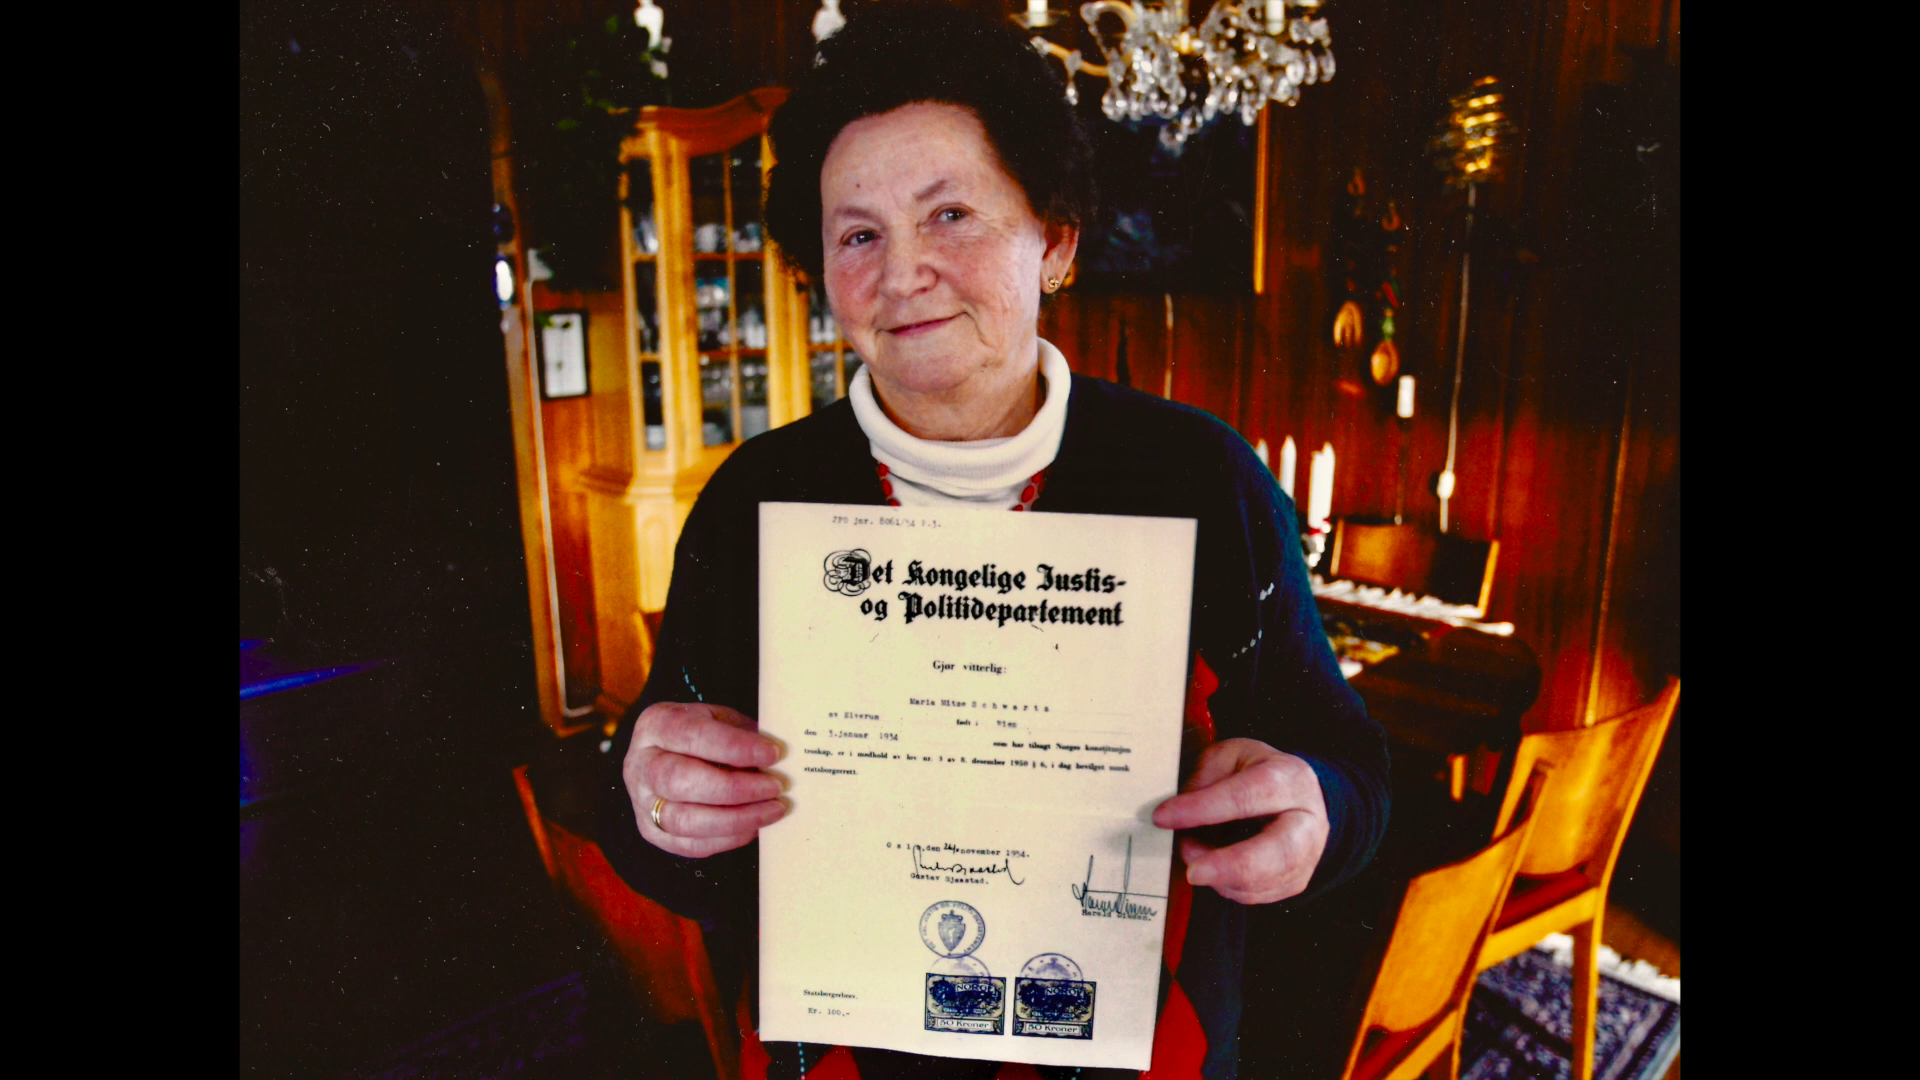 JPD jnr. 8061/54 P.3.
Det Kongelige Justis-
og Politidepartement
Gjør vitterlig:
Maria Mitze Schwartz
av Elverum født i Wien
den 3.januar 1934 som har tilsagt Norges konstitusjon
troskap, er i medhold av lov nr. 3 av 8. desember 1950 § 6, i dag bevilget norsk
statsborgerrett.
Oslo, den 24. november 1954.
Gustav Sjaastad.
Harald
Statsborgerbrev.
Kr. 100,-
NORGE NORGE
50 Kroner 50 Kroner